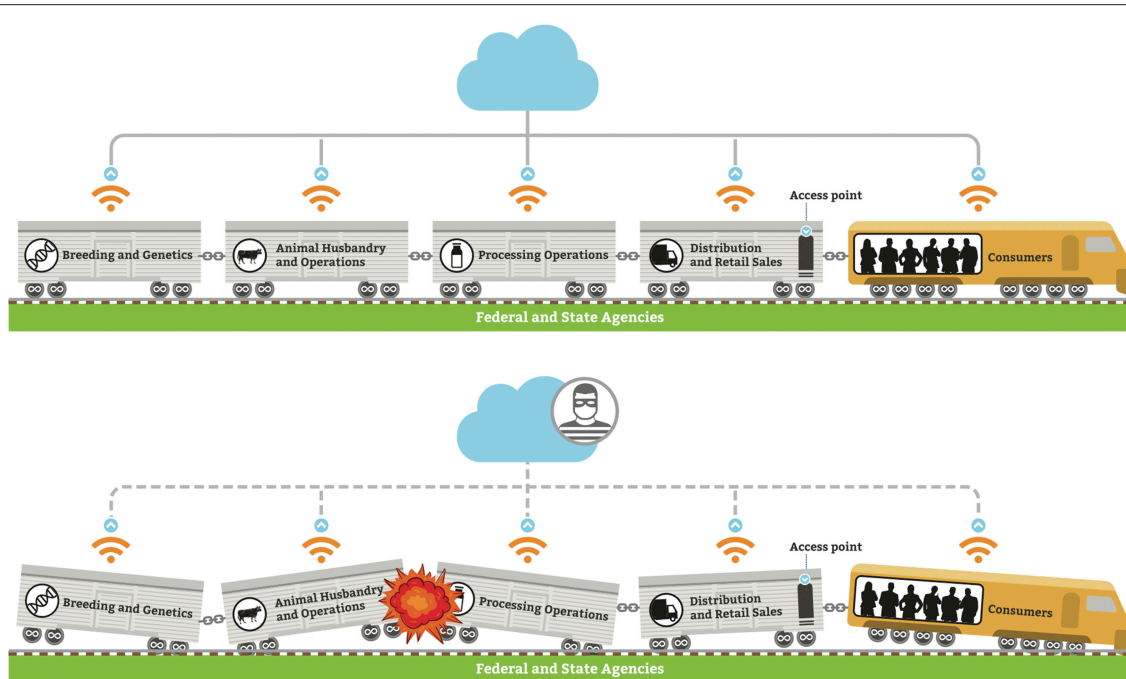 Access point
Breeding and Genetics
Animal Husbandry
and Operations
Processing Operations
Distribution
and Retail Sales
Consumers
Federal and State Agencies
Access point
Breeding and Genetics
Animal Husbandry
and Operations
Processing Operations
Distribution
and Retail Sales
Consumers
Federal and State Agencies